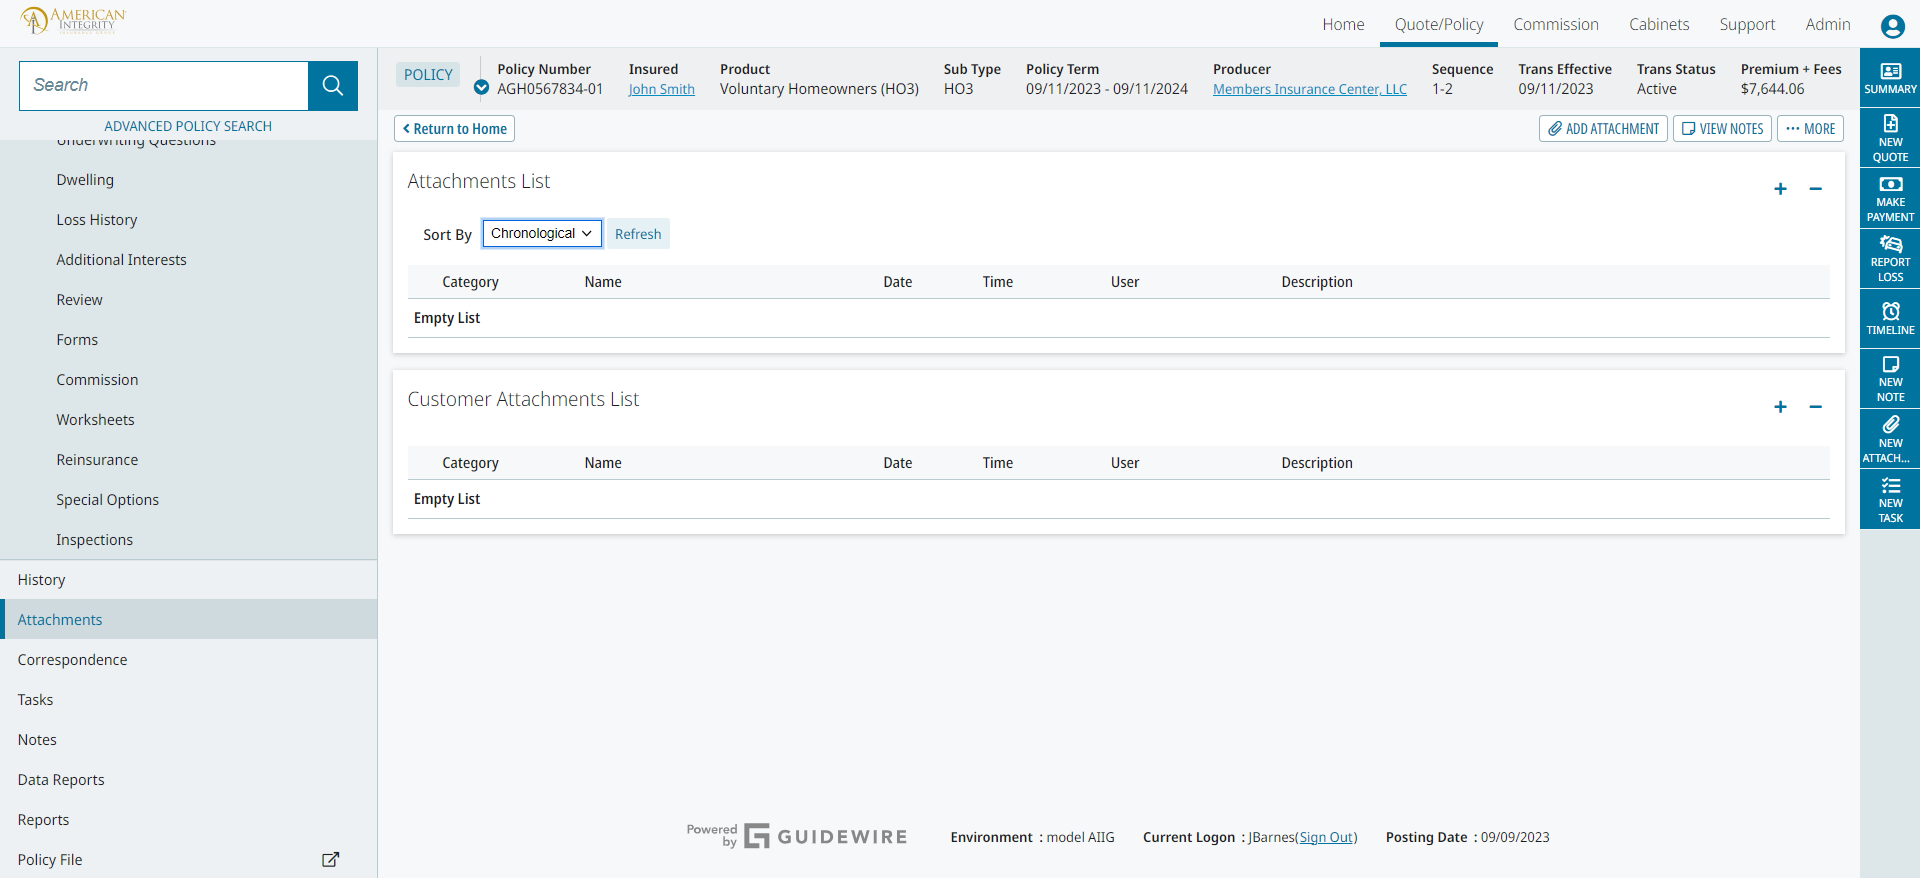 AMERICAN
INTEGRITY
Home
Quote/Policy
Commission
Cabinets
Support
Admin
Search
ADVANCED POLICY SEARCH
POLICY
Policy Number
AGH0567834-01
Insured
John Smith
Product
Voluntary Homeowners (HO3)
Sub Type
HO3
Policy Term
09/11/2023 - 09/11/2024
Producer
Members Insurance Center, LLC
Sequence
1-2
Trans Effective
09/11/2023
Trans Status
Active
Premium + Fees
$7,644.06
Return to Home
ADD ATTACHMENT
VIEW NOTES
MORE
Underwriting Questions
Dwelling
Loss History
Additional Interests
Review
Forms
Commission
Worksheets
Reinsurance
Special Options
Inspections
History
Attachments
Correspondence
Tasks
Notes
Data Reports
Reports
Policy File
Attachments List
Sort By Chronological Refresh
Category Name Date Time User Description
Empty List
Customer Attachments List
Category Name Date Time User Description
Empty List
SUMMARY
NEW
QUOTE
MAKE
PAYMENT
REPORT
LOSS
TIMELINE
NEW
NOTE
NEW
ATTACH...
NEW
TASK
Powered
by
GUIDEWIRE
Environment : model AIIG
Current Logon : JBarnes(Sign Out)
Posting Date : 09/09/2023